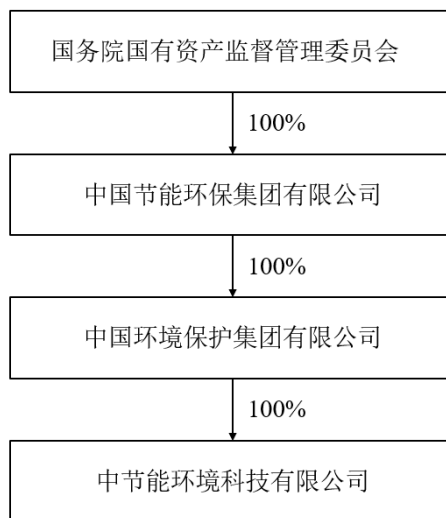 国务院国有资产监督管理委员会
100%
中国节能环保集团有限公司
100%
中国环境保护集团有限公司
100%
中节能环境科技有限公司